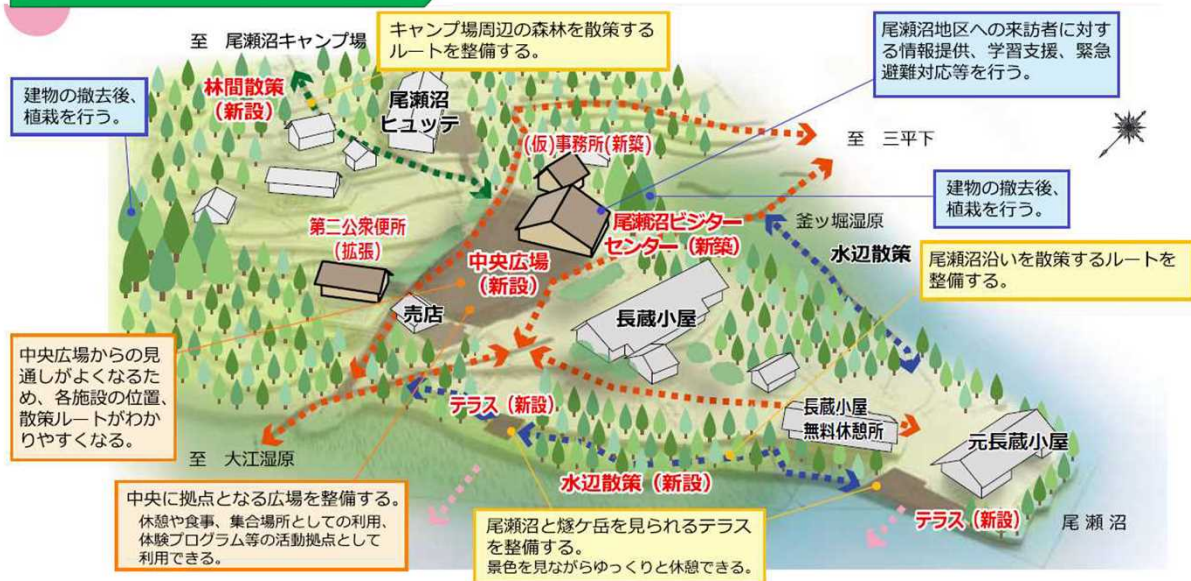 キャンプ場周辺の森林を散策する
ルートを整備する。
尾瀬沼地区への来訪者に対す
る情報提供、学習支援、緊急
避難対応等を行う。
至 尾瀬沼キャンプ場
建物の撤去後、
植栽を行う。
林間散策
(新設)
尾瀬沼
ヒュッテ
(仮)事務所(新築)
至 三平下
建物の撤去後、
植栽を行う。
第二公衆便所
(拡張)
尾瀬沼ビジター
センター(新築)
釜ッ堀湿原
水辺散策
尾瀬沼沿いを散策するルートを
整備する。
中央広場
(新設)
売店
長蔵小屋
中央広場からの見
通しがよくなるた
め、各施設の位置、
散策ルートがわか
りやすくなる。
テラス(新設)
長蔵小屋
無料休憩所
元長蔵小屋
至 大江湿原
水辺散策(新設)
中央に拠点となる広場を整備する。
休憩や食事、集合場所としての利用、
体験プログラム等の活動拠点として
利用できる。
尾瀬沼と燧ケ岳を見られるテラス
を整備する。
景色を見ながらゆっくりと休憩できる。
テラス(新設)
尾瀬沼